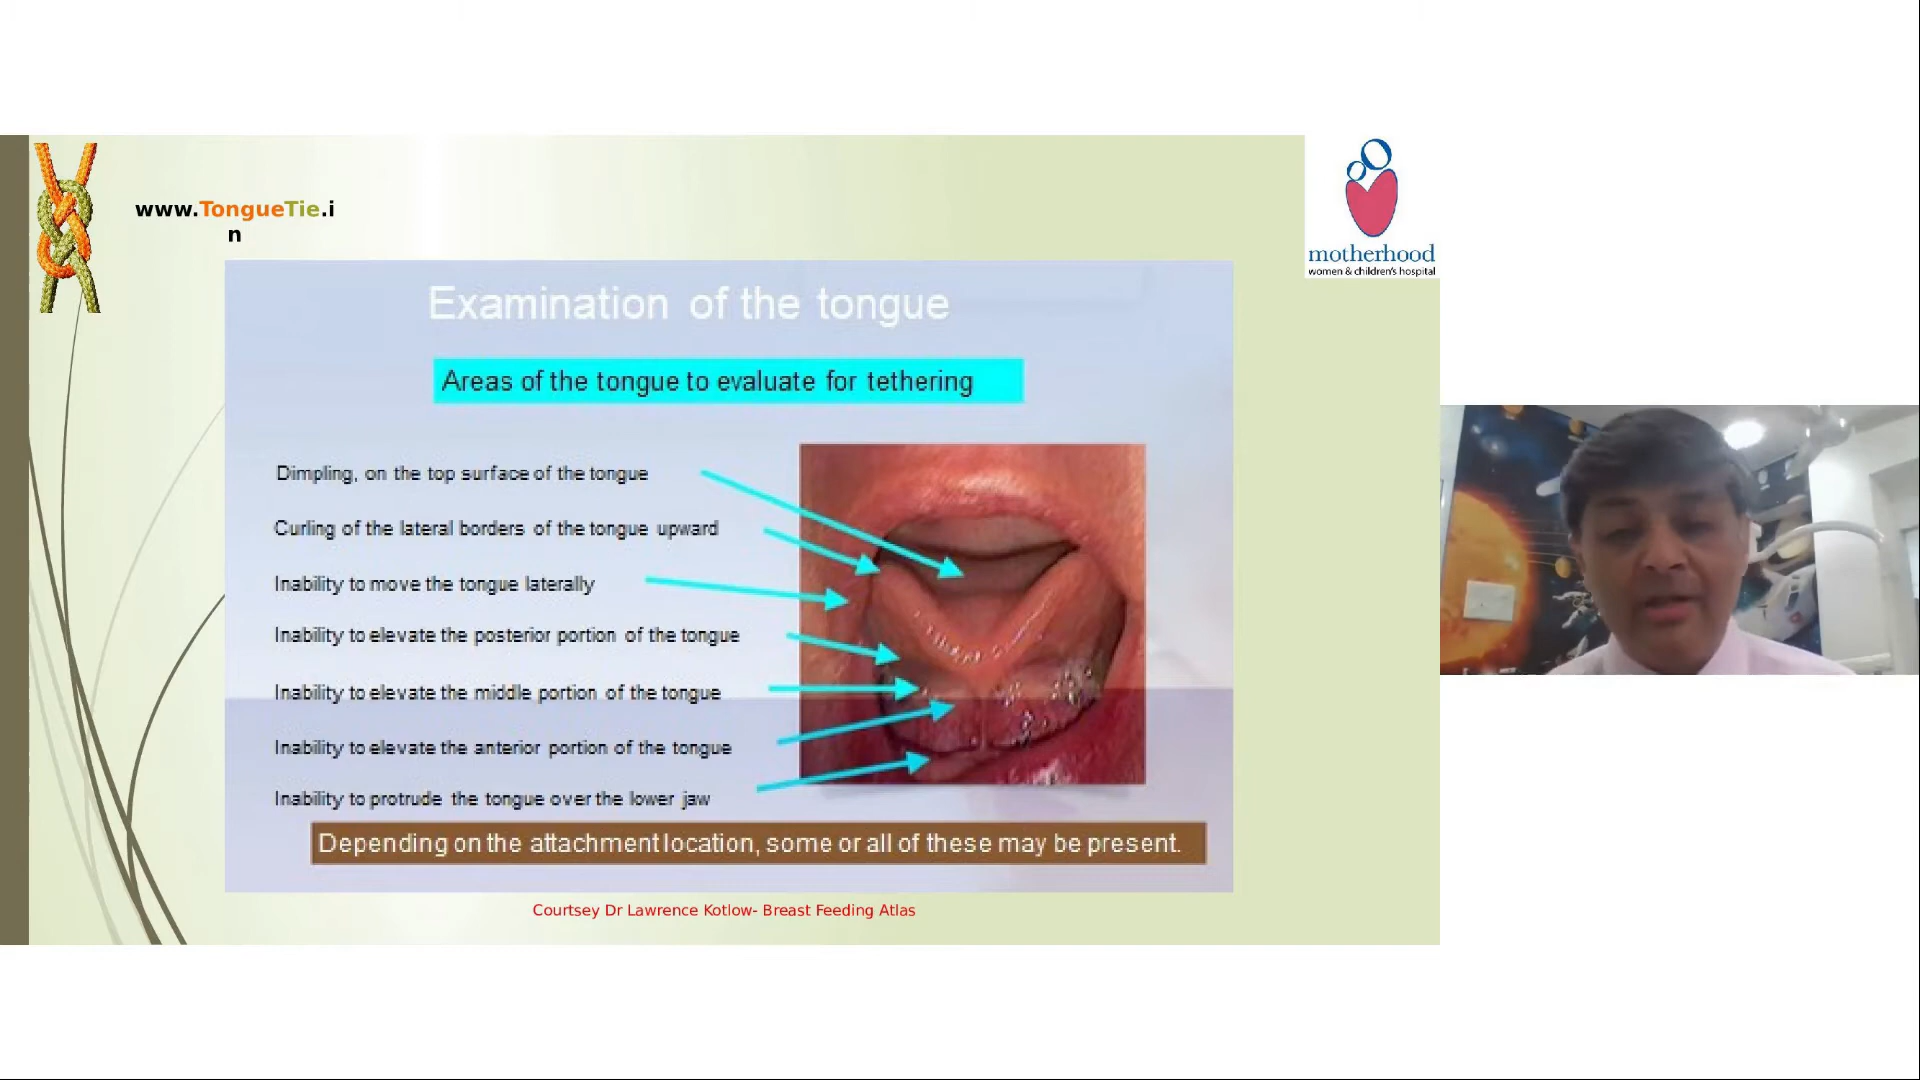 www.TongueTie.i
n
motherhood
women & children's hospital
Examination of the tongue
Areas of the tongue to evaluate for tethering
Dimpling, on the top surface of the tongue
Curling of the lateral borders of the tongue upward
Inability to move the tongue laterally
Inability to elevate the posterior portion of the tongue
Inability to elevate the middle portion of the tongue
Inability to elevate the anterior portion of the tongue
Inability to protrude the tongue over the lower jaw
Depending on the attachment location, some or all of these may be present.
Courtsey Dr Lawrence Kotlow- Breast Feeding Atlas